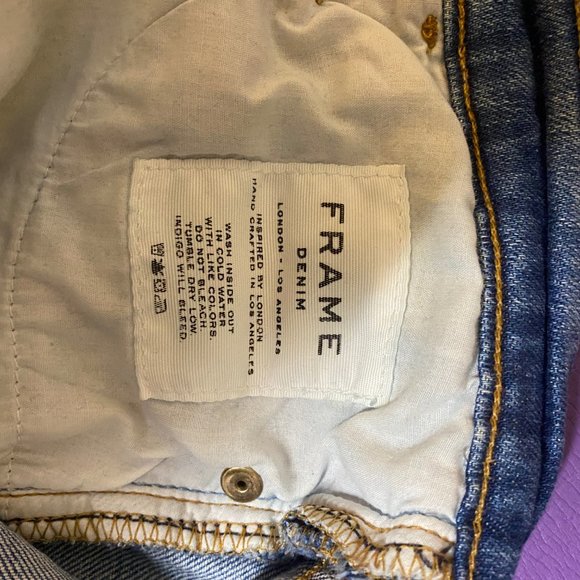 FRAME
DENIM
LONDON - LOS ANGELES
INSPIRED BY LONDON
HAND CRAFTED IN LOS ANGELES
WASH INSIDE OUT
IN COLD WATER
WITH LIKE COLORS.
DO NOT BLEACH.
TUMBLE DRY LOW
INDIGO WILL BLEED.